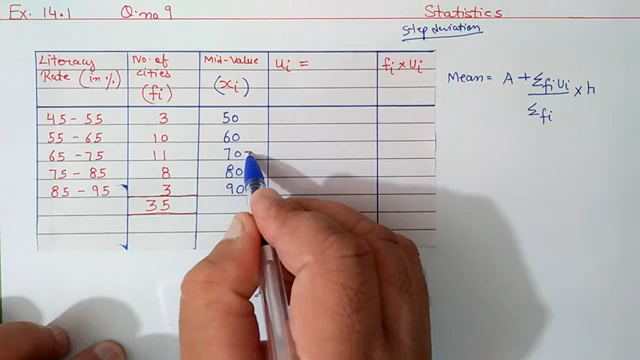 Ex. 14.1 Q.no 9 Statistics
Step deviation
Literacy Rate (in %) No. of cities (fi) Mid-Value (xi) ui = fi x ui
Mean = A + Σfiui / Σfi x h
45 - 55 3 50
55 - 65 10 60
65 - 75 11 70-
75 - 85 8 80
85 - 95 3 90
35